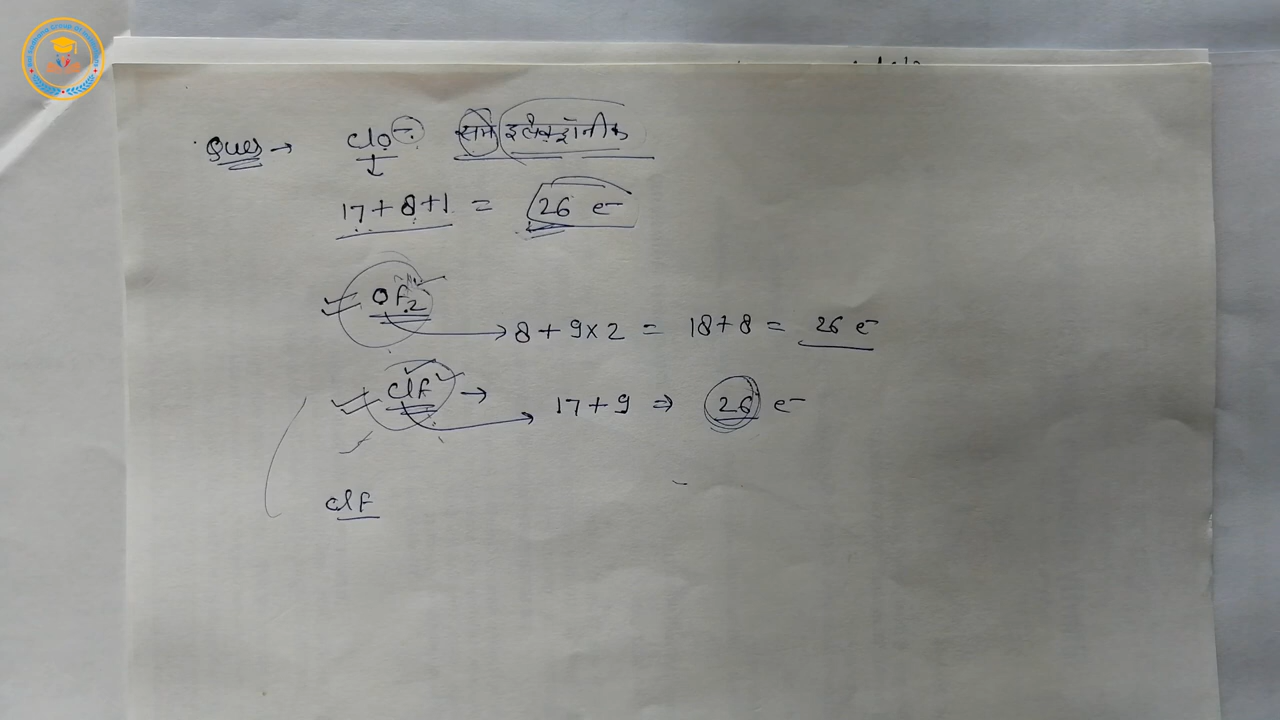 Ques → ClO⁻ सम इलेक्ट्रॉनीक
↓
17 + 8 + 1 = 26 e⁻
OF₂ → 8 + 9 × 2 = 18 + 8 = 26 e⁻
ClF → 17 + 9 ⇒ 26 e⁻
ClF